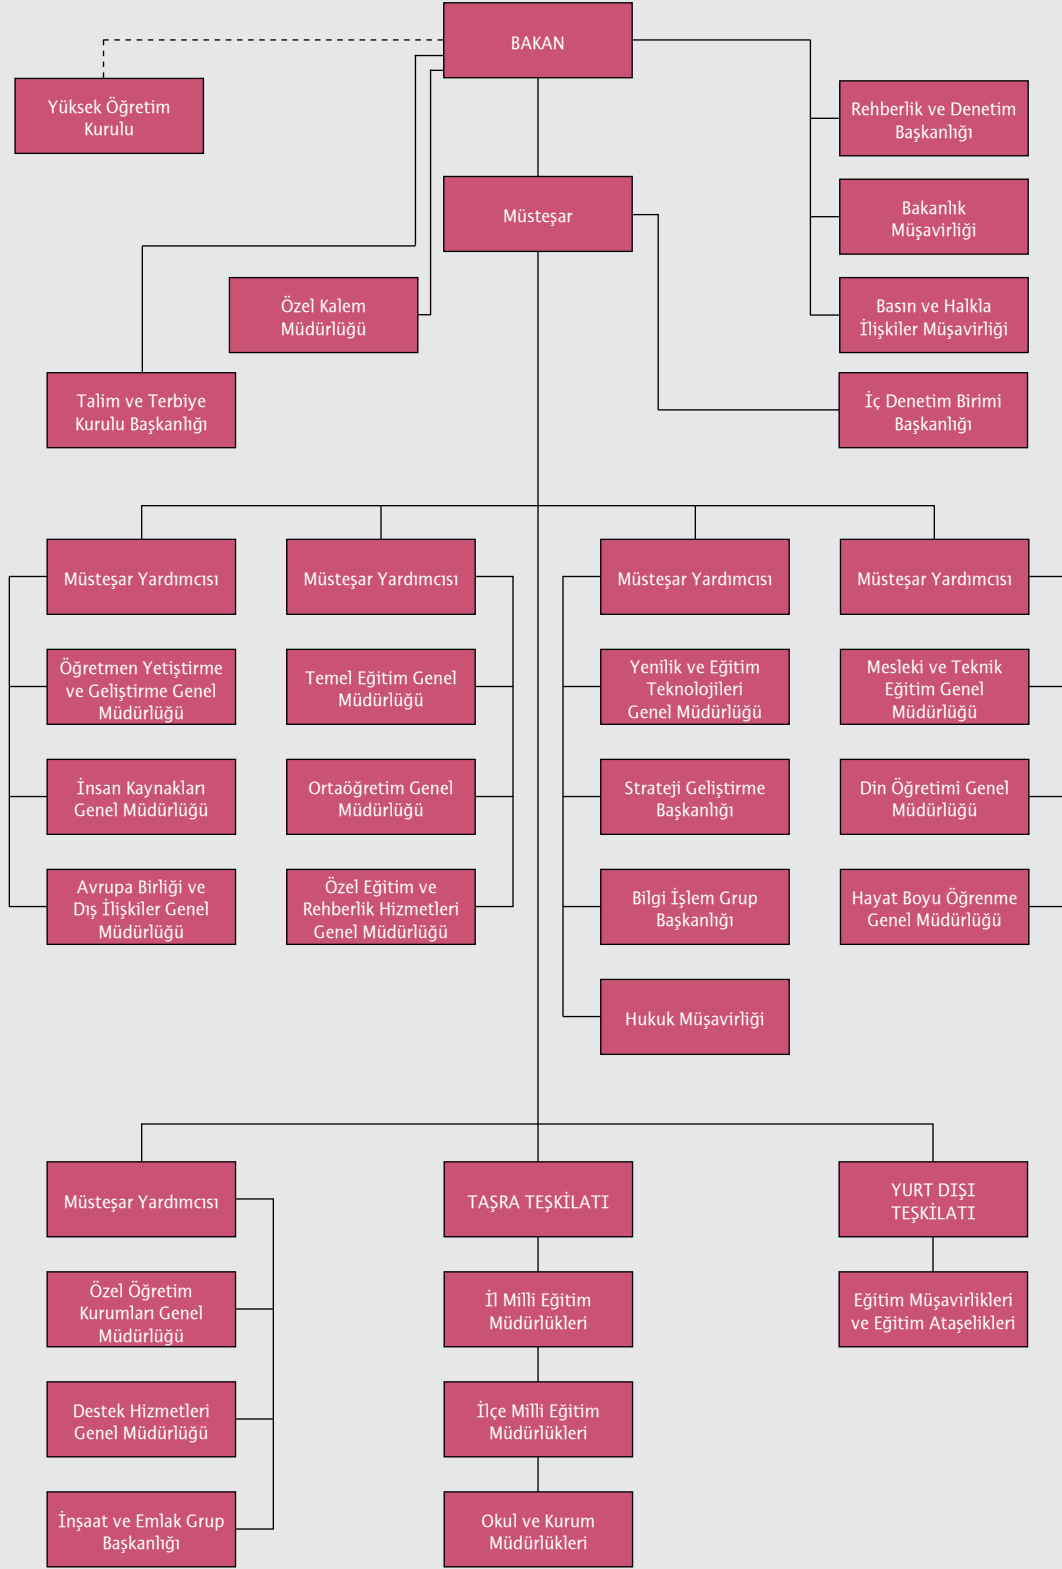 BAKAN
Yüksek Öğretim
Kurulu
Rehberlik ve Denetim
Başkanlığı
Müsteşar
Bakanlık
Müşavirliği
Özel Kalem
Müdürlüğü
Basın ve Halkla
İlişkiler Müşavirliği
Talim ve Terbiye
Kurulu Başkanlığı
İç Denetim Birimi
Başkanlığı
Müsteşar Yardımcısı
Öğretmen Yetiştirme
ve Geliştirme Genel
Müdürlüğü
İnsan Kaynakları
Genel Müdürlüğü
Avrupa Birliği ve
Dış İlişkiler Genel
Müdürlüğü
Müsteşar Yardımcısı
Temel Eğitim Genel
Müdürlüğü
Ortaöğretim Genel
Müdürlüğü
Özel Eğitim ve
Rehberlik Hizmetleri
Genel Müdürlüğü
Müsteşar Yardımcısı
Yenilik ve Eğitim
Teknolojileri
Genel Müdürlüğü
Strateji Geliştirme
Başkanlığı
Bilgi İşlem Grup
Başkanlığı
Hukuk Müşavirliği
Müsteşar Yardımcısı
Mesleki ve Teknik
Eğitim Genel
Müdürlüğü
Din Öğretimi Genel
Müdürlüğü
Hayat Boyu Öğrenme
Genel Müdürlüğü
Müsteşar Yardımcısı
Özel Öğretim
Kurumları Genel
Müdürlüğü
Destek Hizmetleri
Genel Müdürlüğü
İnşaat ve Emlak Grup
Başkanlığı
TAŞRA TEŞKİLATI
İl Milli Eğitim
Müdürlükleri
İlçe Milli Eğitim
Müdürlükleri
Okul ve Kurum
Müdürlükleri
YURT DIŞI
TEŞKİLATI
Eğitim Müşavirlikleri
ve Eğitim Ataşelikleri